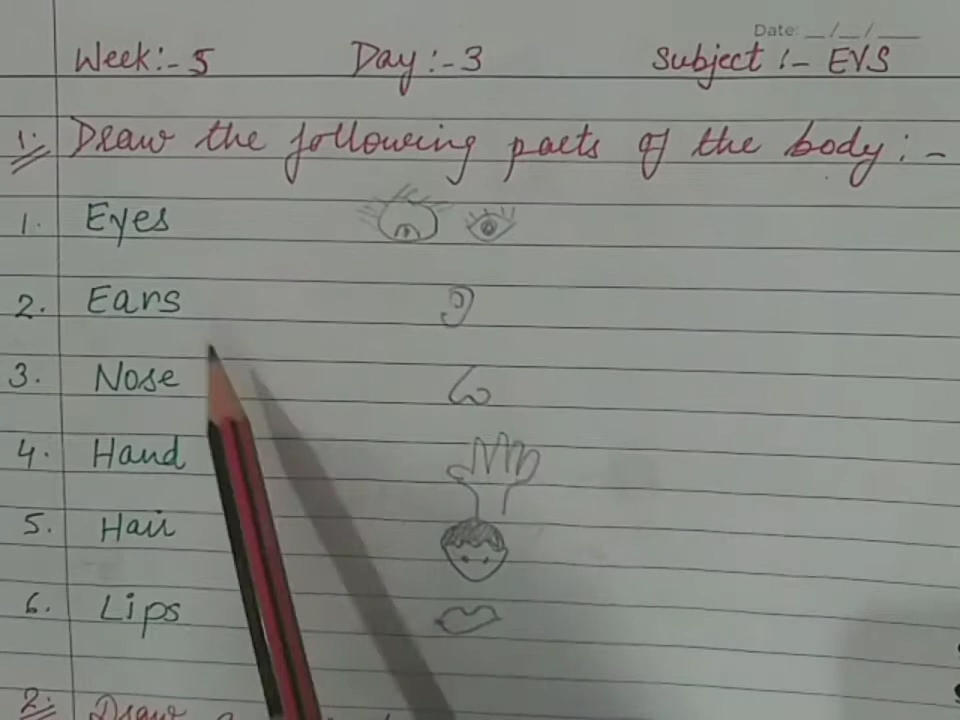 Date: __/__/___
Week:- 5 Day:- 3 Subject:- EVS
1. Draw the following parts of the body:-
1. Eyes
2. Ears
3. Nose
4. Hand
5. Hair
6. Lips
2. Draw